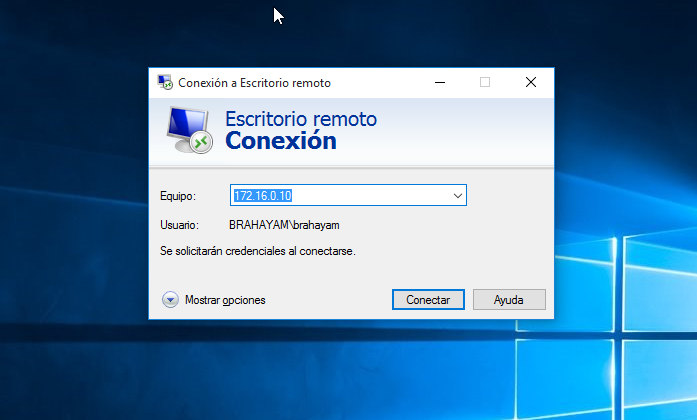 Conexión a Escritorio remoto
Escritorio remoto
Conexión
Equipo: 172.16.0.10
Usuario: BRAHAYAM\brahayam
Se solicitarán credenciales al conectarse.
Mostrar opciones Conectar Ayuda